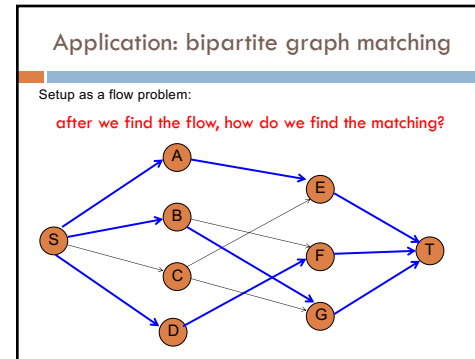 Application: bipartite graph matching
Setup as a flow problem:
after we find the flow, how do we find the matching?
A
E
B
S
F
T
C
G
D